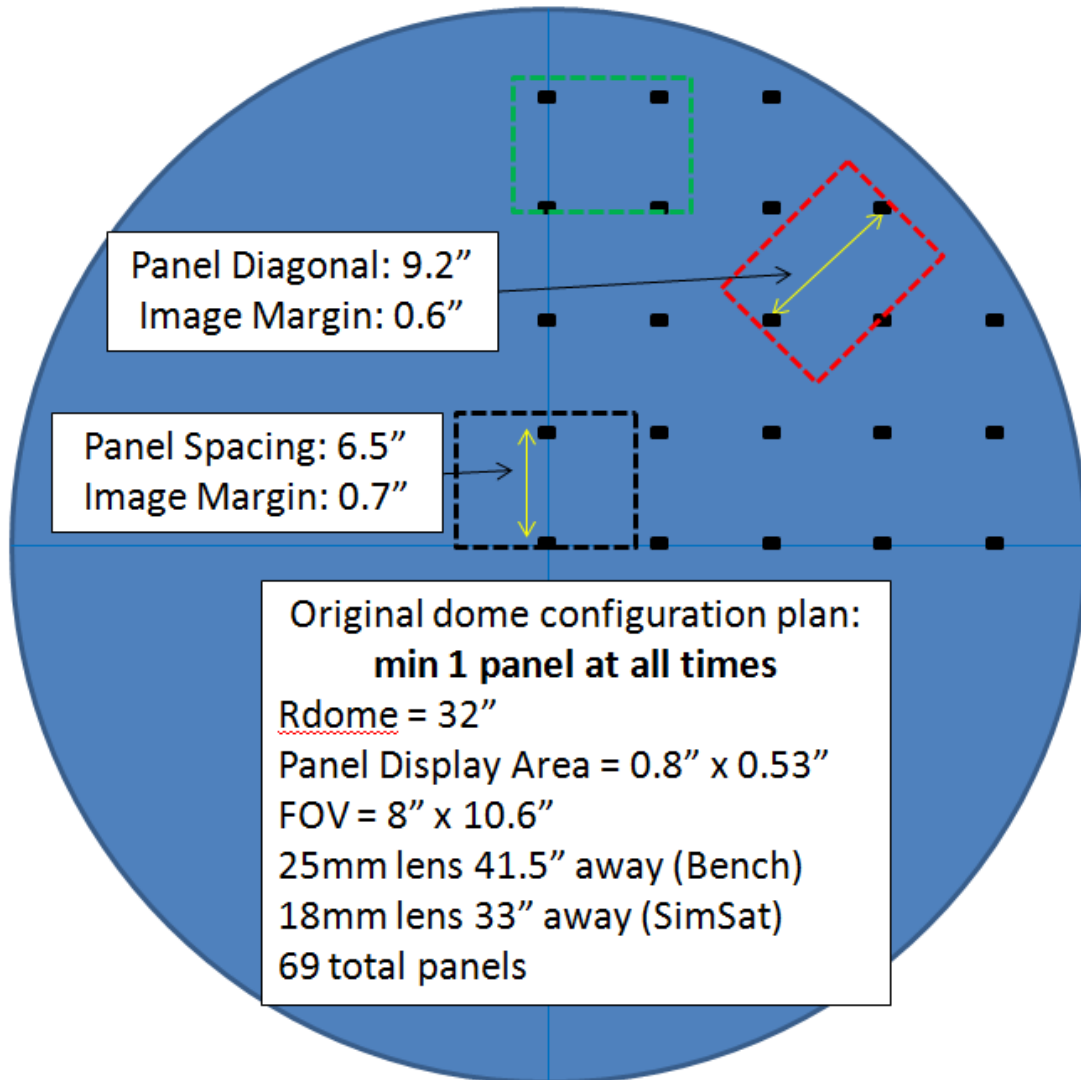 Panel Diagonal: 9.2”
Image Margin: 0.6”
Panel Spacing: 6.5”
Image Margin: 0.7”
Original dome configuration plan:
min 1 panel at all times
Rdome = 32”
Panel Display Area = 0.8” x 0.53”
FOV = 8” x 10.6”
25mm lens 41.5” away (Bench)
18mm lens 33” away (SimSat)
69 total panels